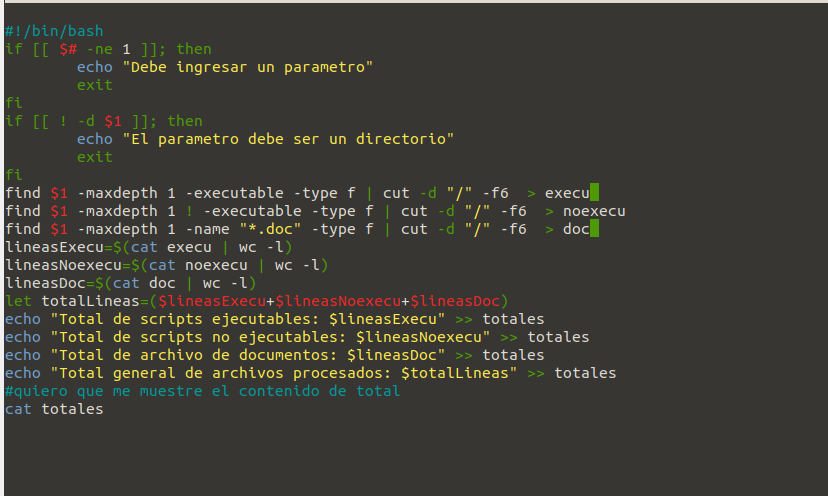 #!/bin/bash
if [[ $# -ne 1 ]]; then
        echo "Debe ingresar un parametro"
        exit
fi
if [[ ! -d $1 ]]; then
        echo "El parametro debe ser un directorio"
        exit
fi
find $1 -maxdepth 1 -executable -type f | cut -d "/" -f6  > execu
find $1 -maxdepth 1 ! -executable -type f | cut -d "/" -f6  > noexecu
find $1 -maxdepth 1 -name "*.doc" -type f | cut -d "/" -f6  > doc
lineasExecu=$(cat execu | wc -l)
lineasNoexecu=$(cat noexecu | wc -l)
lineasDoc=$(cat doc | wc -l)
let totalLineas=($lineasExecu+$lineasNoexecu+$lineasDoc)
echo "Total de scripts ejecutables: $lineasExecu" >> totales
echo "Total de scripts no ejecutables: $lineasNoexecu" >> totales
echo "Total de archivo de documentos: $lineasDoc" >> totales
echo "Total general de archivos procesados: $totalLineas" >> totales
#quiero que me muestre el contenido de total
cat totales